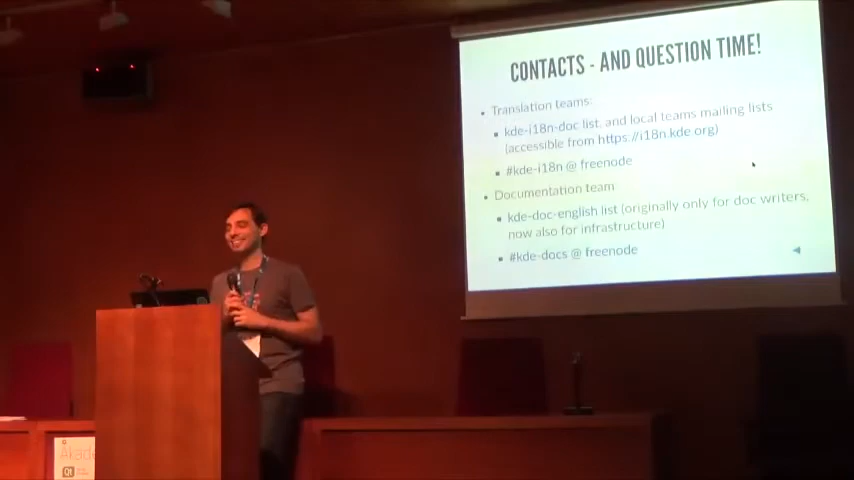 CONTACTS - AND QUESTION TIME!
Translation teams:
kde-i18n-doc list, and local teams mailing lists
(accessible from https://i18n.kde.org)
#kde-i18n @ freenode
Documentation team
kde-doc-english list (originally only for doc writers,
now also for infrastructure)
#kde-docs @ freenode
Akade
Qt